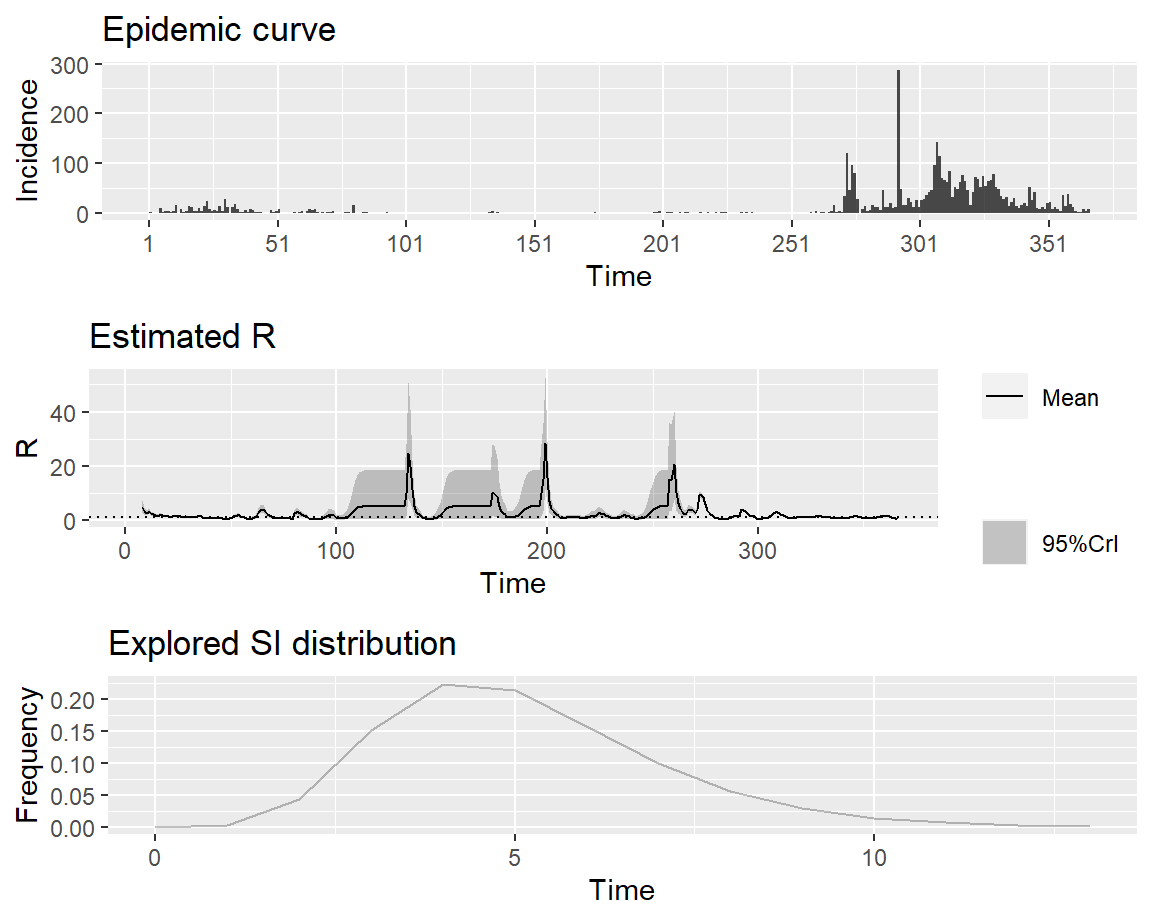 Epidemic curve
Incidence
300
200
100
0
1 51 101 151 201 251 301 351
Time
Estimated R
R
40
20
0
0 100 200 300
Time
Mean
95%CrI
Explored SI distribution
Frequency
0.20
0.15
0.10
0.05
0.00
0 5 10
Time